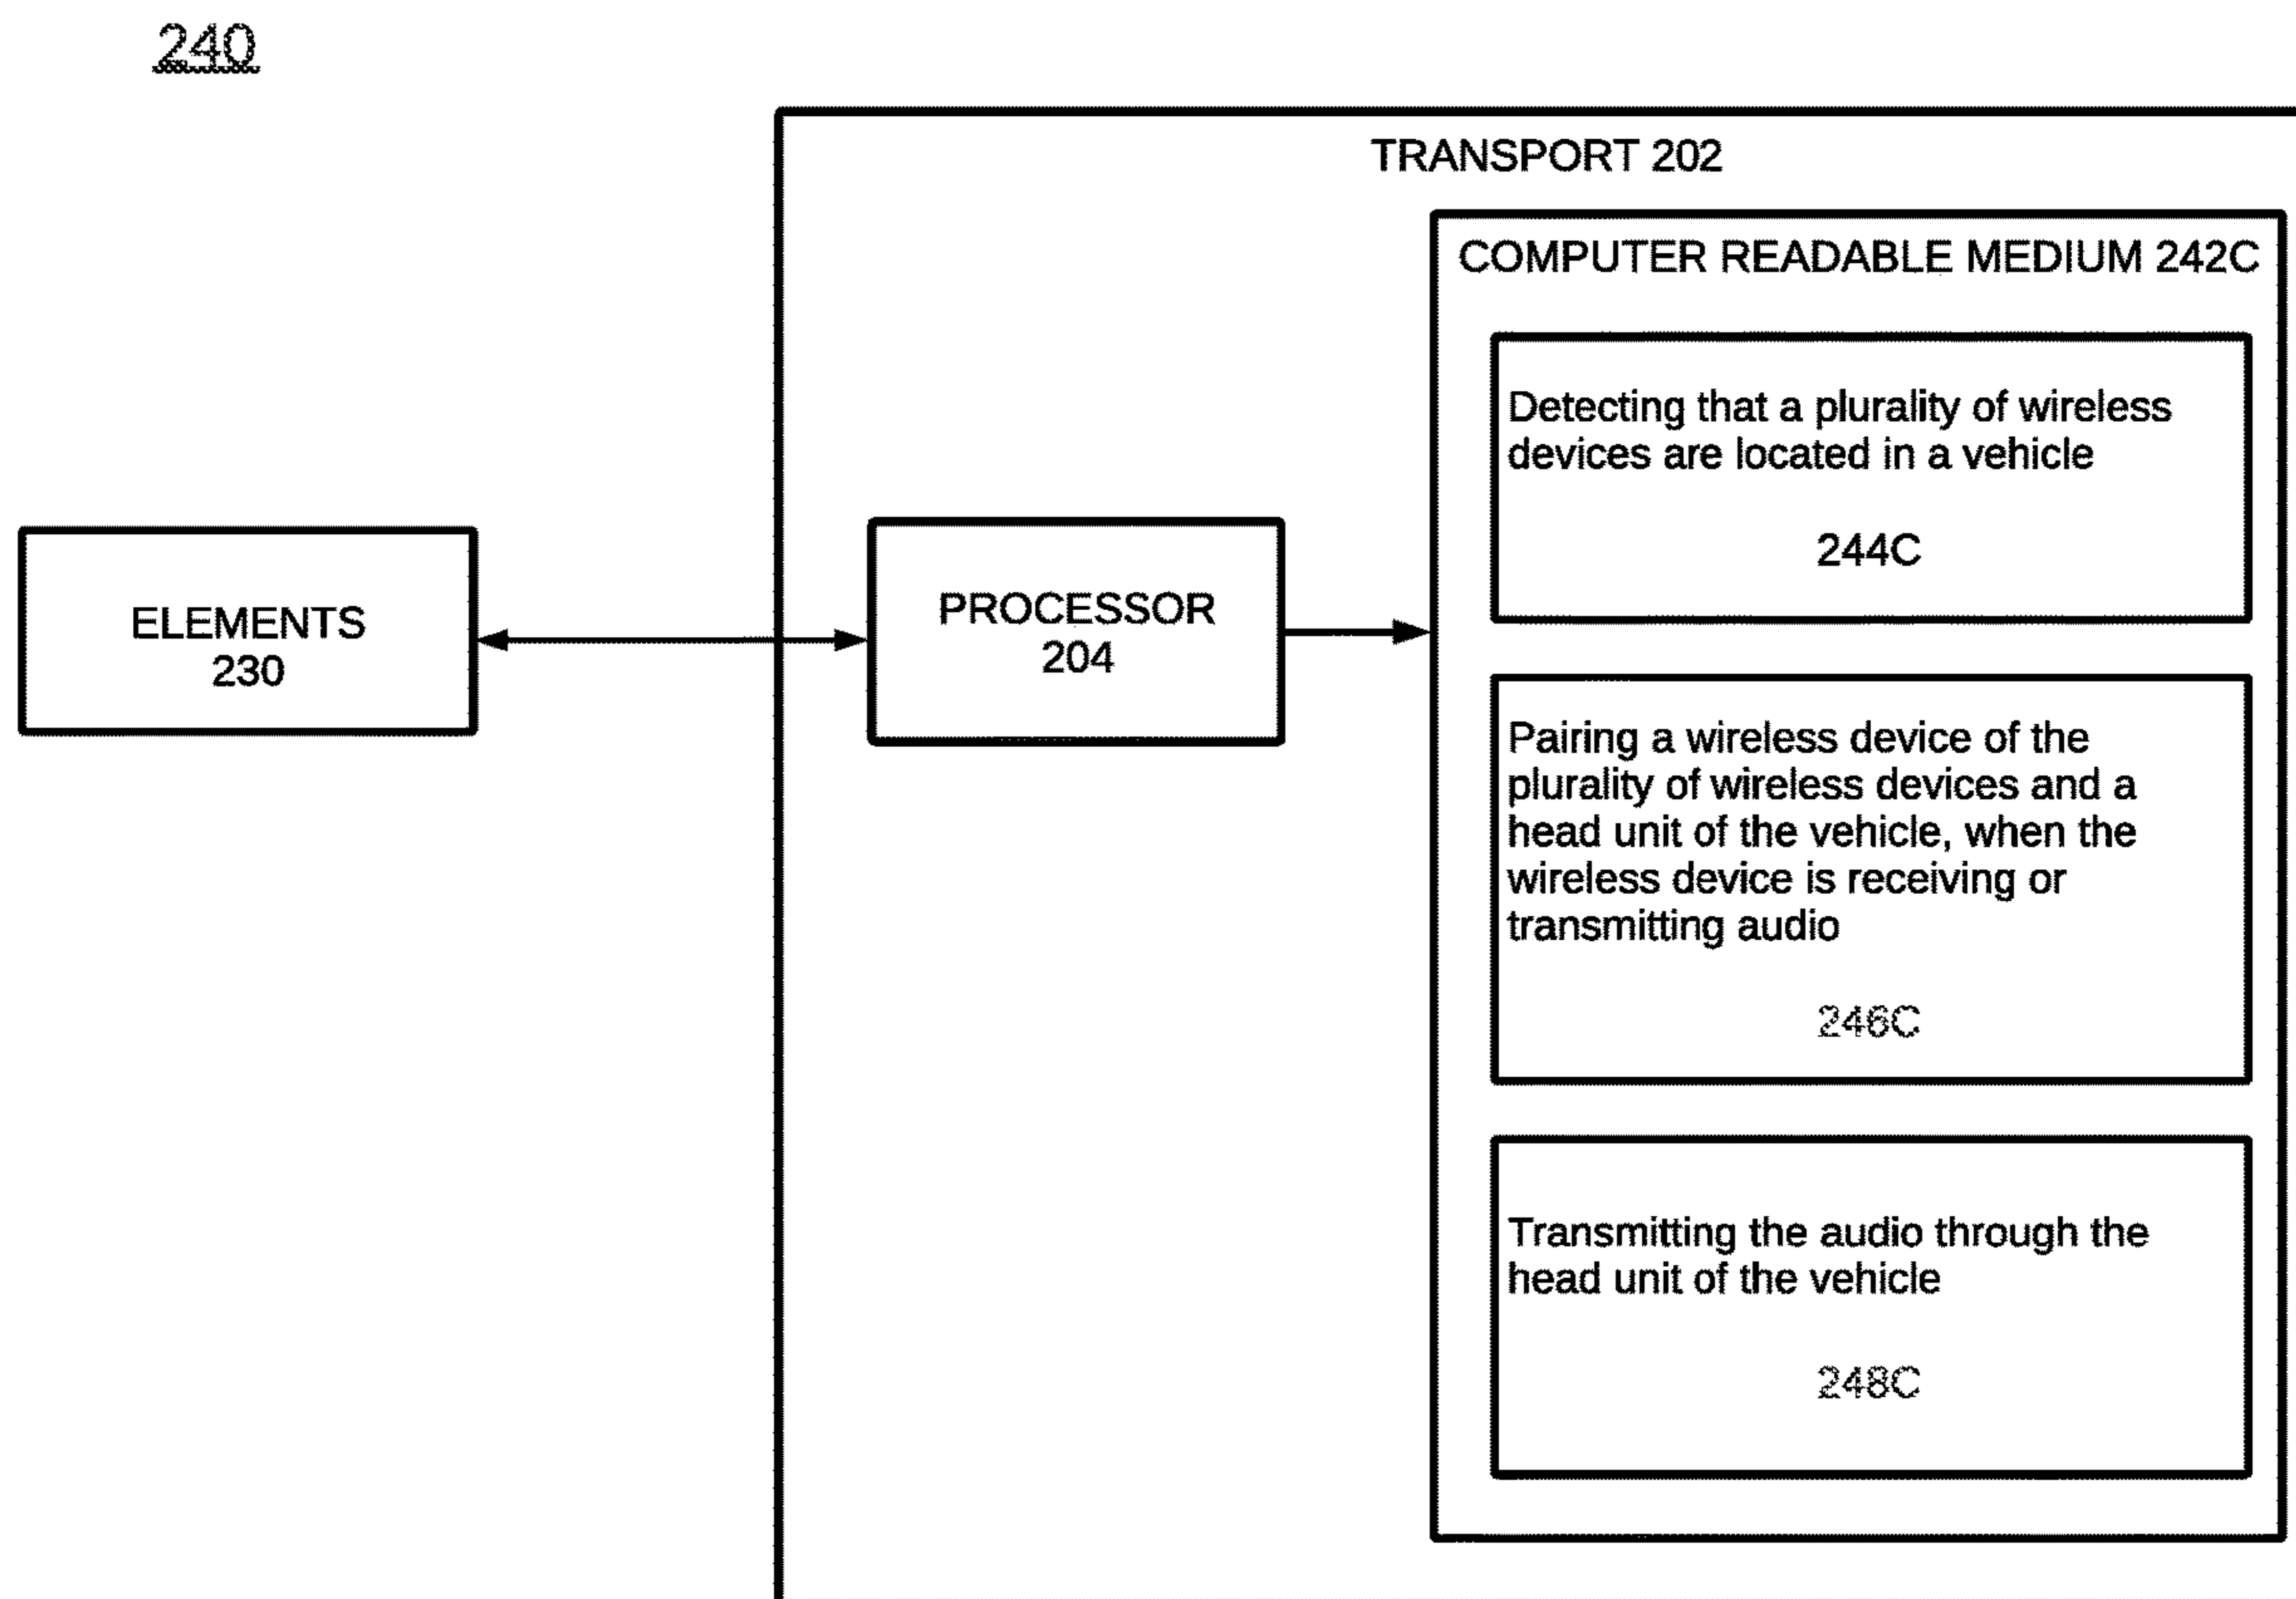 240
TRANSPORT 202
COMPUTER READABLE MEDIUM 242C
Detecting that a plurality of wireless
devices are located in a vehicle
244C
ELEMENTS
230
PROCESSOR
204
Pairing a wireless device of the
plurality of wireless devices and a
head unit of the vehicle, when the
wireless device is receiving or
transmitting audio
246C
Transmitting the audio through the
head unit of the vehicle
248C